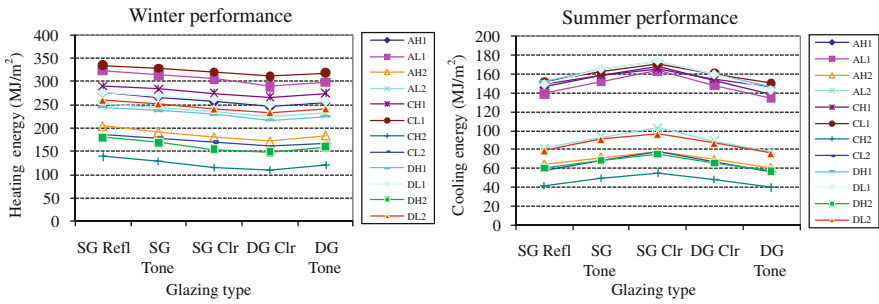 Winter performance
Heating energy (MJ/m²)
400
350
300
250
200
150
100
50
0
SG Refl
SG Tone
SG Clr
DG Clr
DG Tone
Glazing type
AH1
AL1
AH2
AL2
CH1
CL1
CH2
CL2
DH1
DL1
DH2
DL2
Summer performance
Cooling energy (MJ/m²)
200
180
160
140
120
100
80
60
40
20
0
SG Refl
SG Tone
SG Clr
DG Clr
DG Tone
Glazing type
AH1
AL1
AH2
AL2
CH1
CL1
CH2
CL2
DH1
DL1
DH2
DL2